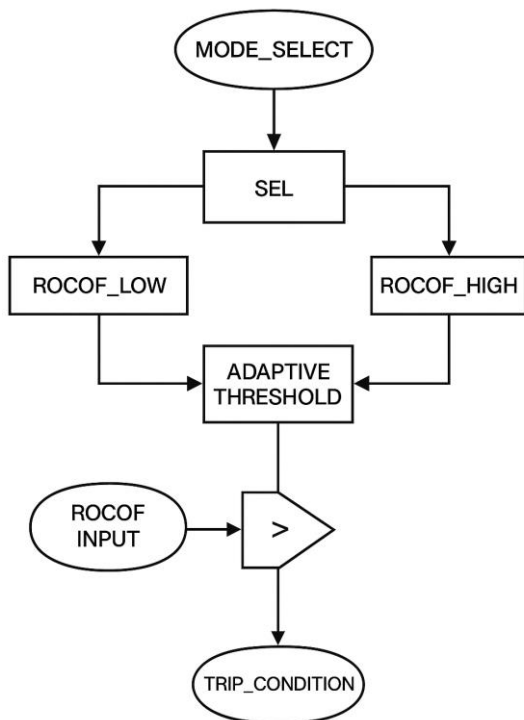 MODE_SELECT
SEL
ROCOF_LOW
ROCOF_HIGH
ADAPTIVE
THRESHOLD
ROCOF
INPUT
>
TRIP_CONDITION